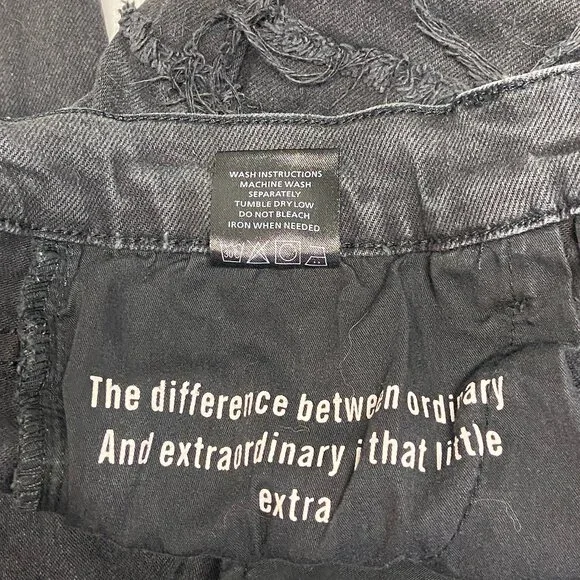 WASH INSTRUCTIONS
MACHINE WASH
SEPARATELY
TUMBLE DRY LOW
DO NOT BLEACH
IRON WHEN NEEDED
The difference between ordinary
And extraordinary i that little
extra